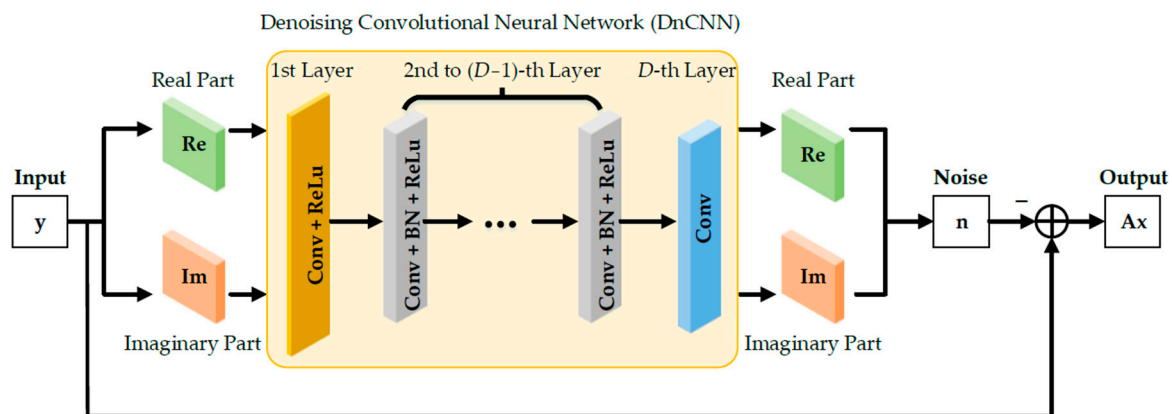 Denoising Convolutional Neural Network (DnCNN)
1st Layer
2nd to (D–1)-th Layer
D-th Layer
Real Part
Real Part
Re
Re
Input
y
Conv + ReLu
Conv + BN + ReLu
...
Conv + BN + ReLu
Conv
Noise
n
–
Output
Ax
Im
Im
Imaginary Part
Imaginary Part